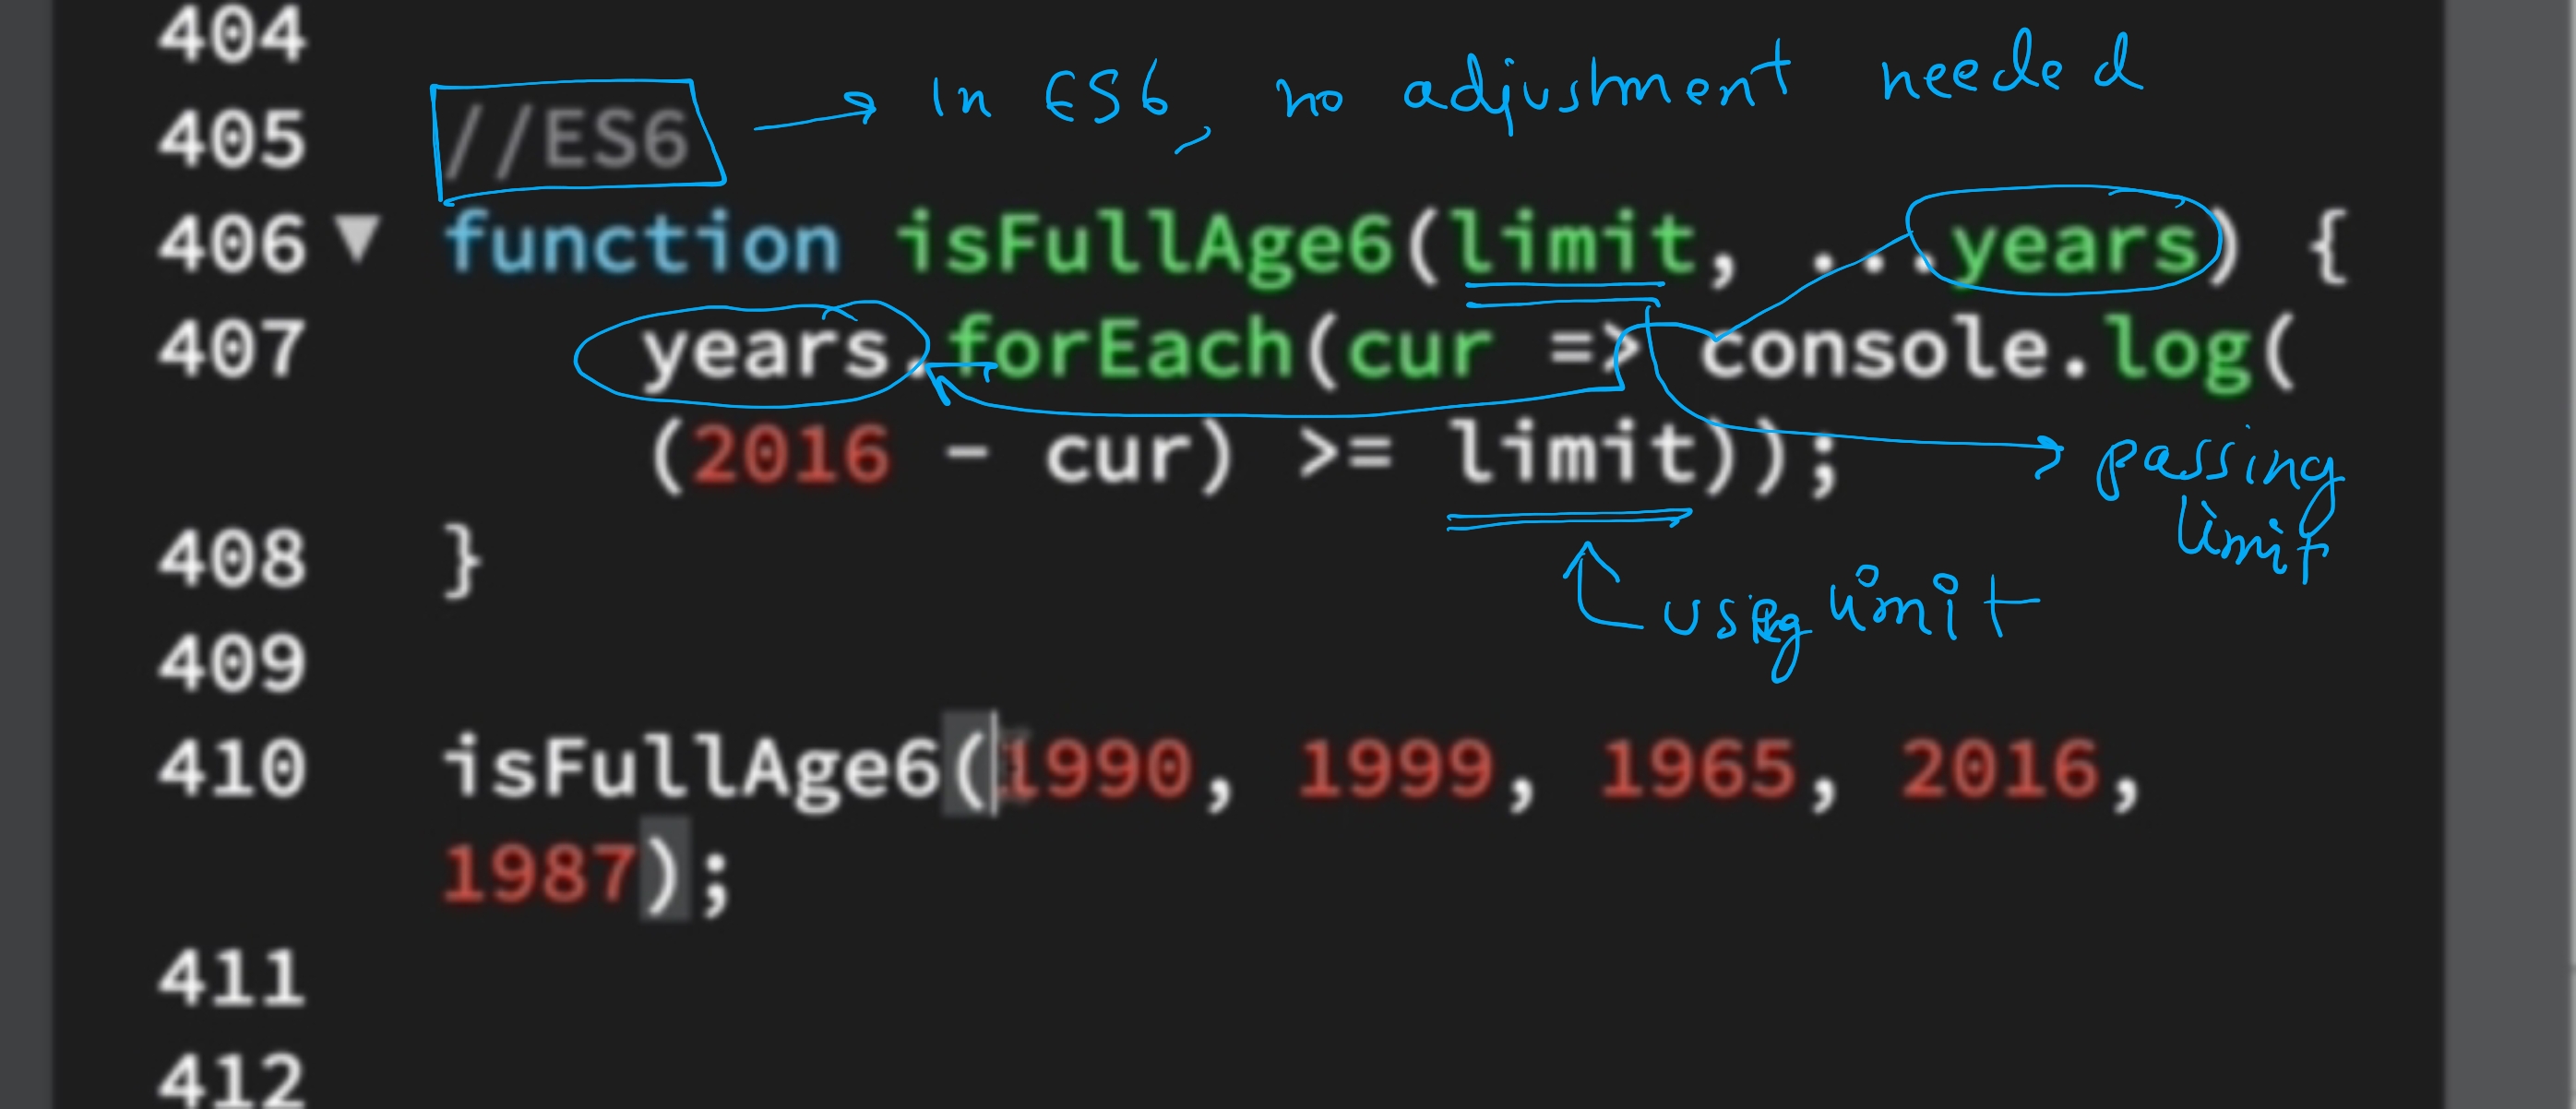 404
405 //ES6 → In ES6, no adjustment needed
406 ▼ function isFullAge6(limit, ...years) {
407 years.forEach(cur => console.log(
(2016 - cur) >= limit));
passing
limit
408 }
using limit
409
410 isFullAge6(1990, 1999, 1965, 2016,
1987);
411
412